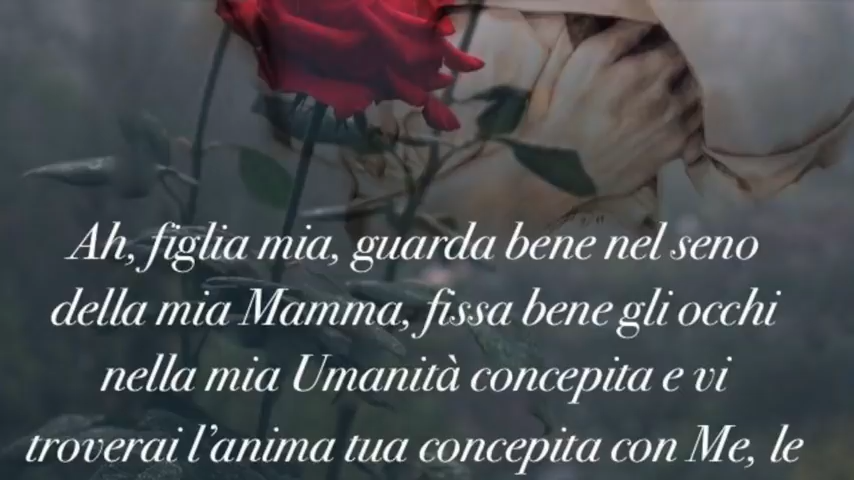 Ah, figlia mia, guarda bene nel seno
della mia Mamma, fissa bene gli occhi
nella mia Umanità concepita e vi
troverai l’anima tua concepita con Me, le